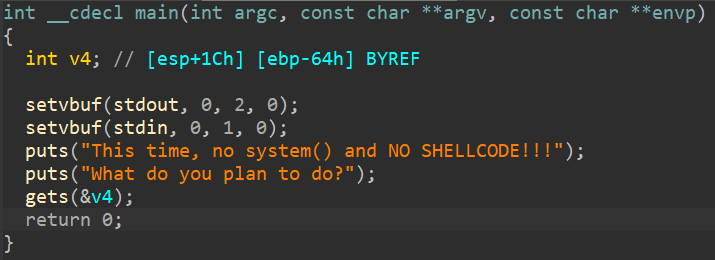 int __cdecl main(int argc, const char **argv, const char **envp)
{
  int v4; // [esp+1Ch] [ebp-64h] BYREF

  setvbuf(stdout, 0, 2, 0);
  setvbuf(stdin, 0, 1, 0);
  puts("This time, no system() and NO SHELLCODE!!!");
  puts("What do you plan to do?");
  gets(&v4);
  return 0;
}